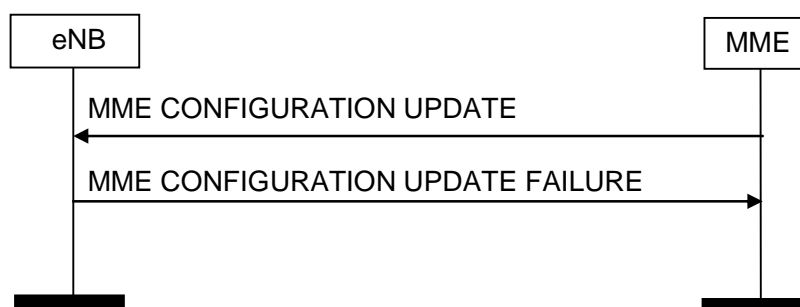 eNB
MME
MME CONFIGURATION UPDATE
MME CONFIGURATION UPDATE FAILURE